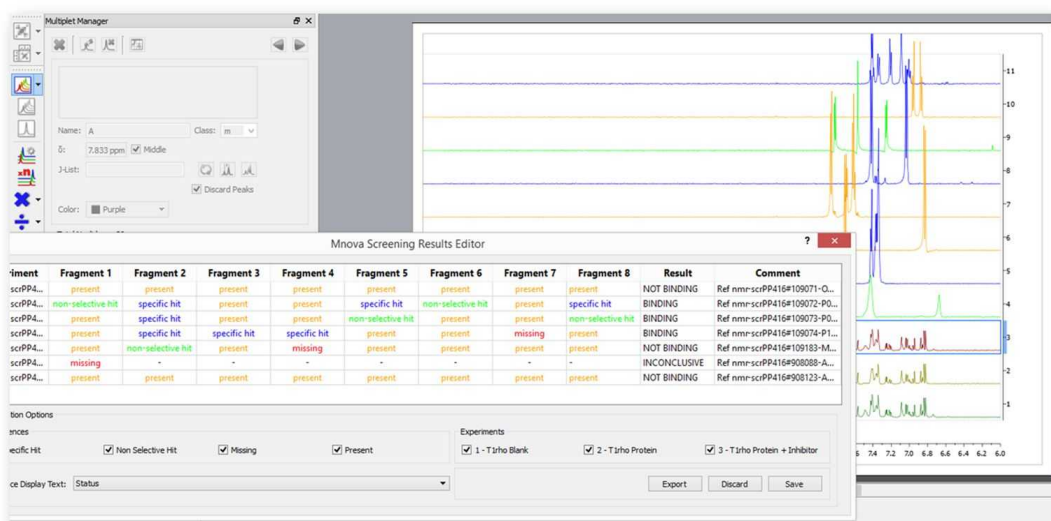 Multiplet Manager
Name: A Class: m
δ: 7.833 ppm Middle
J-List:
Discard Peaks
Color: Purple
11
10
9
8
7
6
5
4
3
2
1
Mnova Screening Results Editor ?
riment Fragment 1 Fragment 2 Fragment 3 Fragment 4 Fragment 5 Fragment 6 Fragment 7 Fragment 8 Result Comment
scrPP4... present present present present present present present present NOT BINDING Ref nmr-scrPP416#109071-O...
scrPP4... non-selective hit specific hit present present specific hit non-selective hit present specific hit BINDING Ref nmr-scrPP416#109072-P0...
scrPP4... present specific hit present present non-selective hit present present non-selective hit BINDING Ref nmr-scrPP416#109073-P0...
scrPP4... present specific hit specific hit specific hit present present missing present BINDING Ref nmr-scrPP416#109074-P1...
scrPP4... present non-selective hit present missing present present present present NOT BINDING Ref nmr-scrPP416#109183-M...
scrPP4... missing - - - - - - - INCONCLUSIVE Ref nmr-scrPP416#908088-A...
scrPP4... present present present present present present present present NOT BINDING Ref nmr-scrPP416#908123-A...
tion Options
ences Experiments
ecific Hit Non Selective Hit Missing Present 1 - T1rho Blank 2 - T1rho Protein 3 - T1rho Protein + Inhibitor
ce Display Text: Status Export Discard Save
7.4 7.2 7.0 6.8 6.6 6.4 6.2 6.0